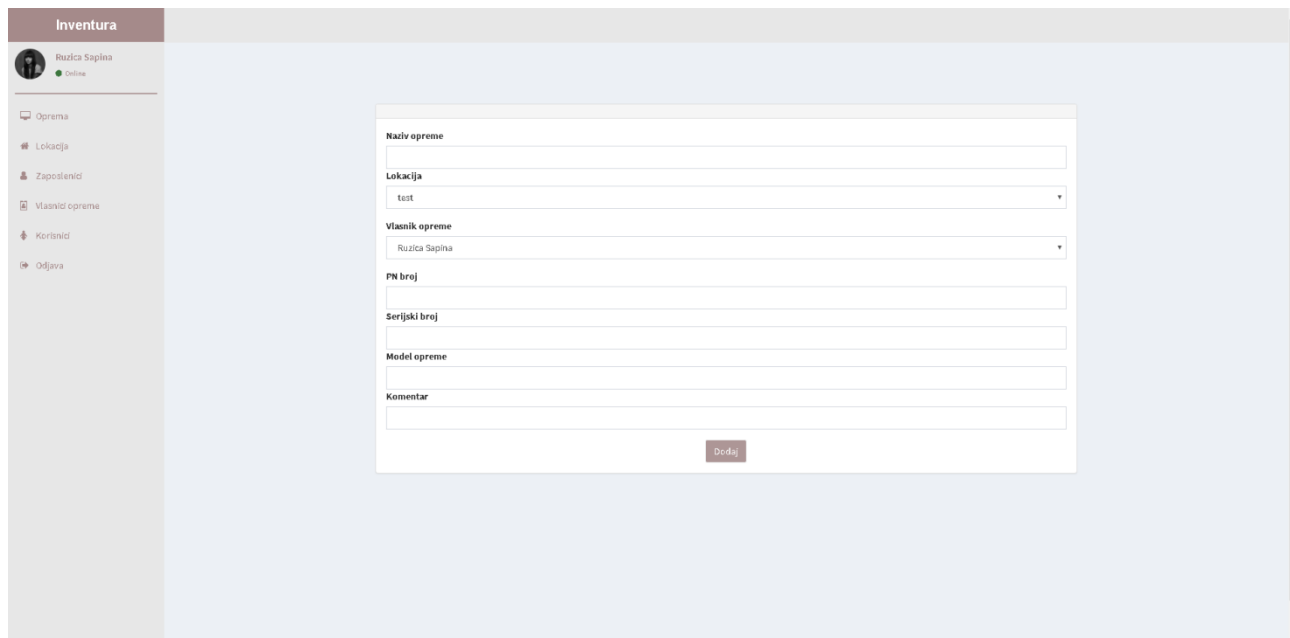 Inventura
Ruzica Sapina
Online
Oprema
Lokacija
Zaposlenici
Vlasnici opreme
Korisnici
Odjava
Naziv opreme
Lokacija
test
Vlasnik opreme
Ruzica Sapina
PN broj
Serijski broj
Model opreme
Komentar
Dodaj